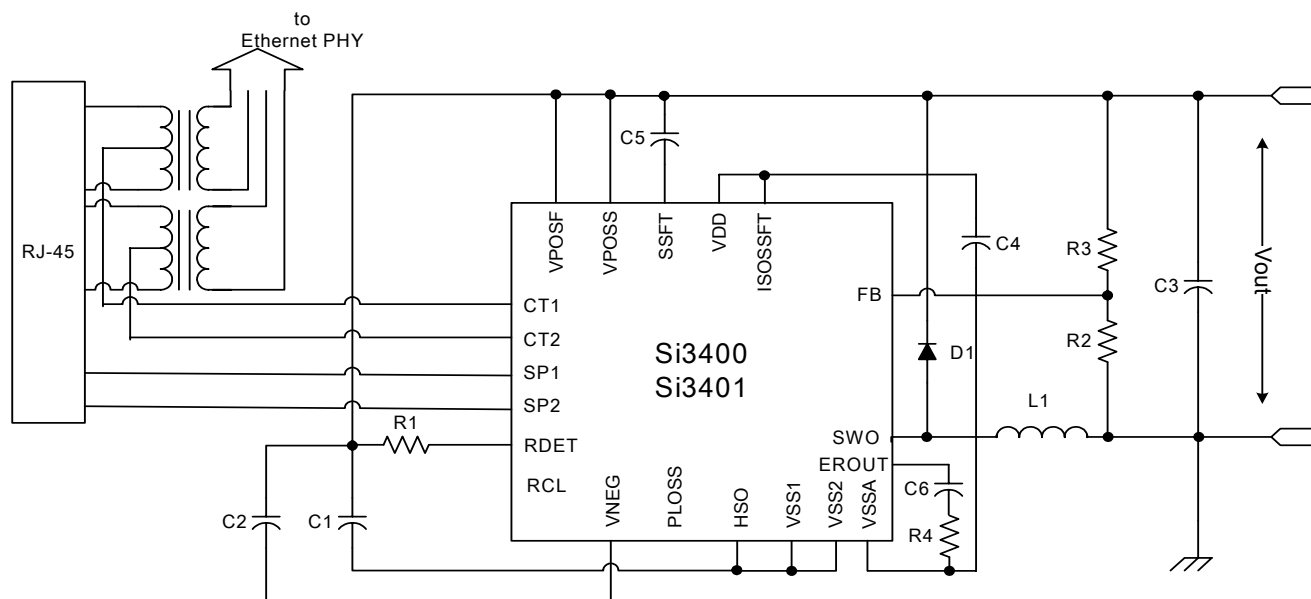 to
Ethernet PHY
RJ-45
C5
VPOSF
VPOSS
SSFT
VDD
ISOSSFT
C4
R3
C3
Vout
CT1
FB
CT2
Si3400
Si3401
R2
D1
SP1
SP2
L1
R1
RDET
SWO
EROUT
RCL
VNEG
PLOSS
HSO
VSS1
VSS2
VSSA
C6
R4
C2
C1